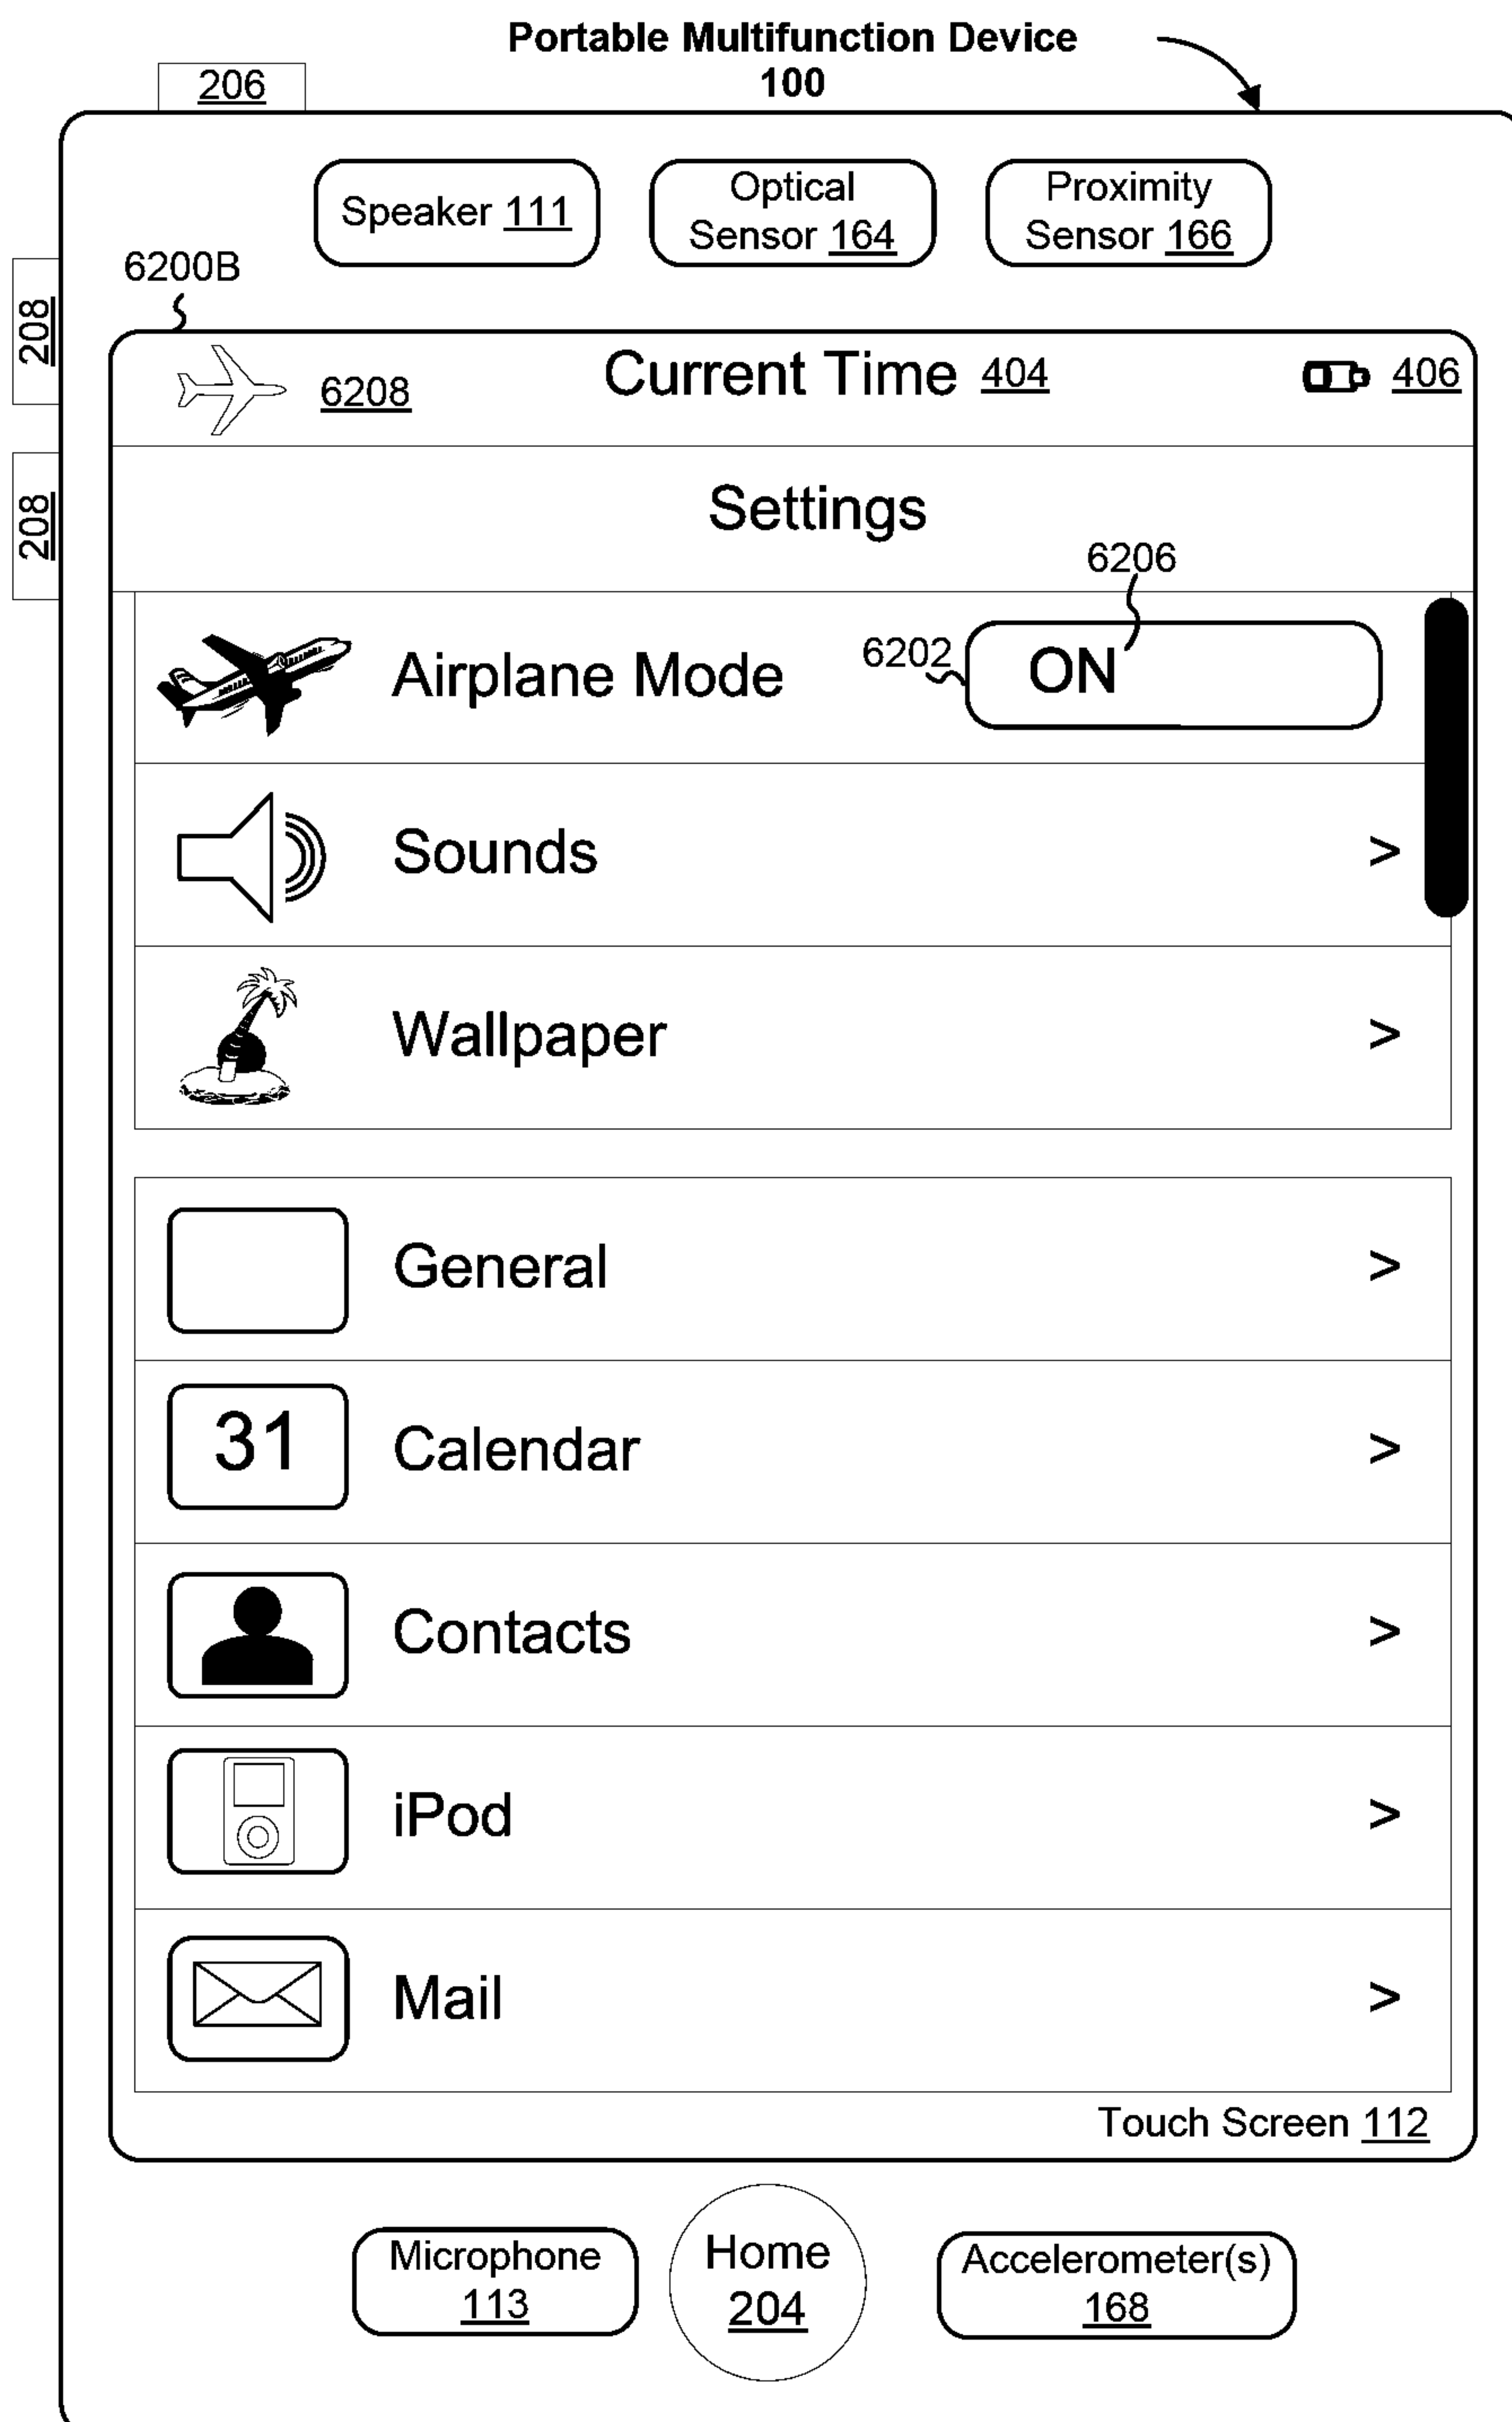 Portable Multifunction Device
100
206
Speaker 111
Optical
Sensor 164
Proximity
Sensor 166
6200B
208
208
6208
Current Time 404
406
Settings
6206
6202
Airplane Mode
ON
Sounds
>
Wallpaper
>
General
>
31
Calendar
>
Contacts
>
iPod
>
Mail
>
Touch Screen 112
Microphone
113
Home
204
Accelerometer(s)
168